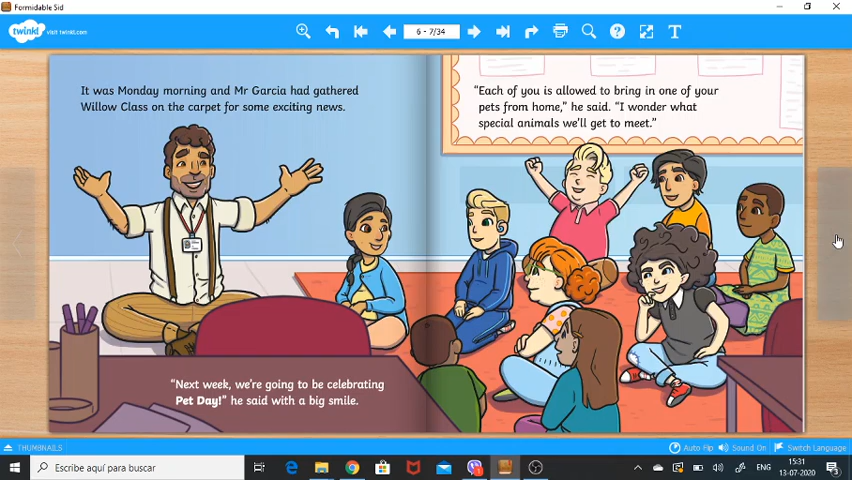 Formidable Sid
twinkl
visit twinkl.com
6 - 7/34
It was Monday morning and Mr Garcia had gathered
Willow Class on the carpet for some exciting news.
“Each of you is allowed to bring in one of your
pets from home,” he said. “I wonder what
special animals we’ll get to meet.”
“Next week, we’re going to be celebrating
Pet Day!” he said with a big smile.
THUMBNAILS
Auto Flip
Sound On
Switch Language
Escribe aquí para buscar
ENG
15:31
13-07-2020